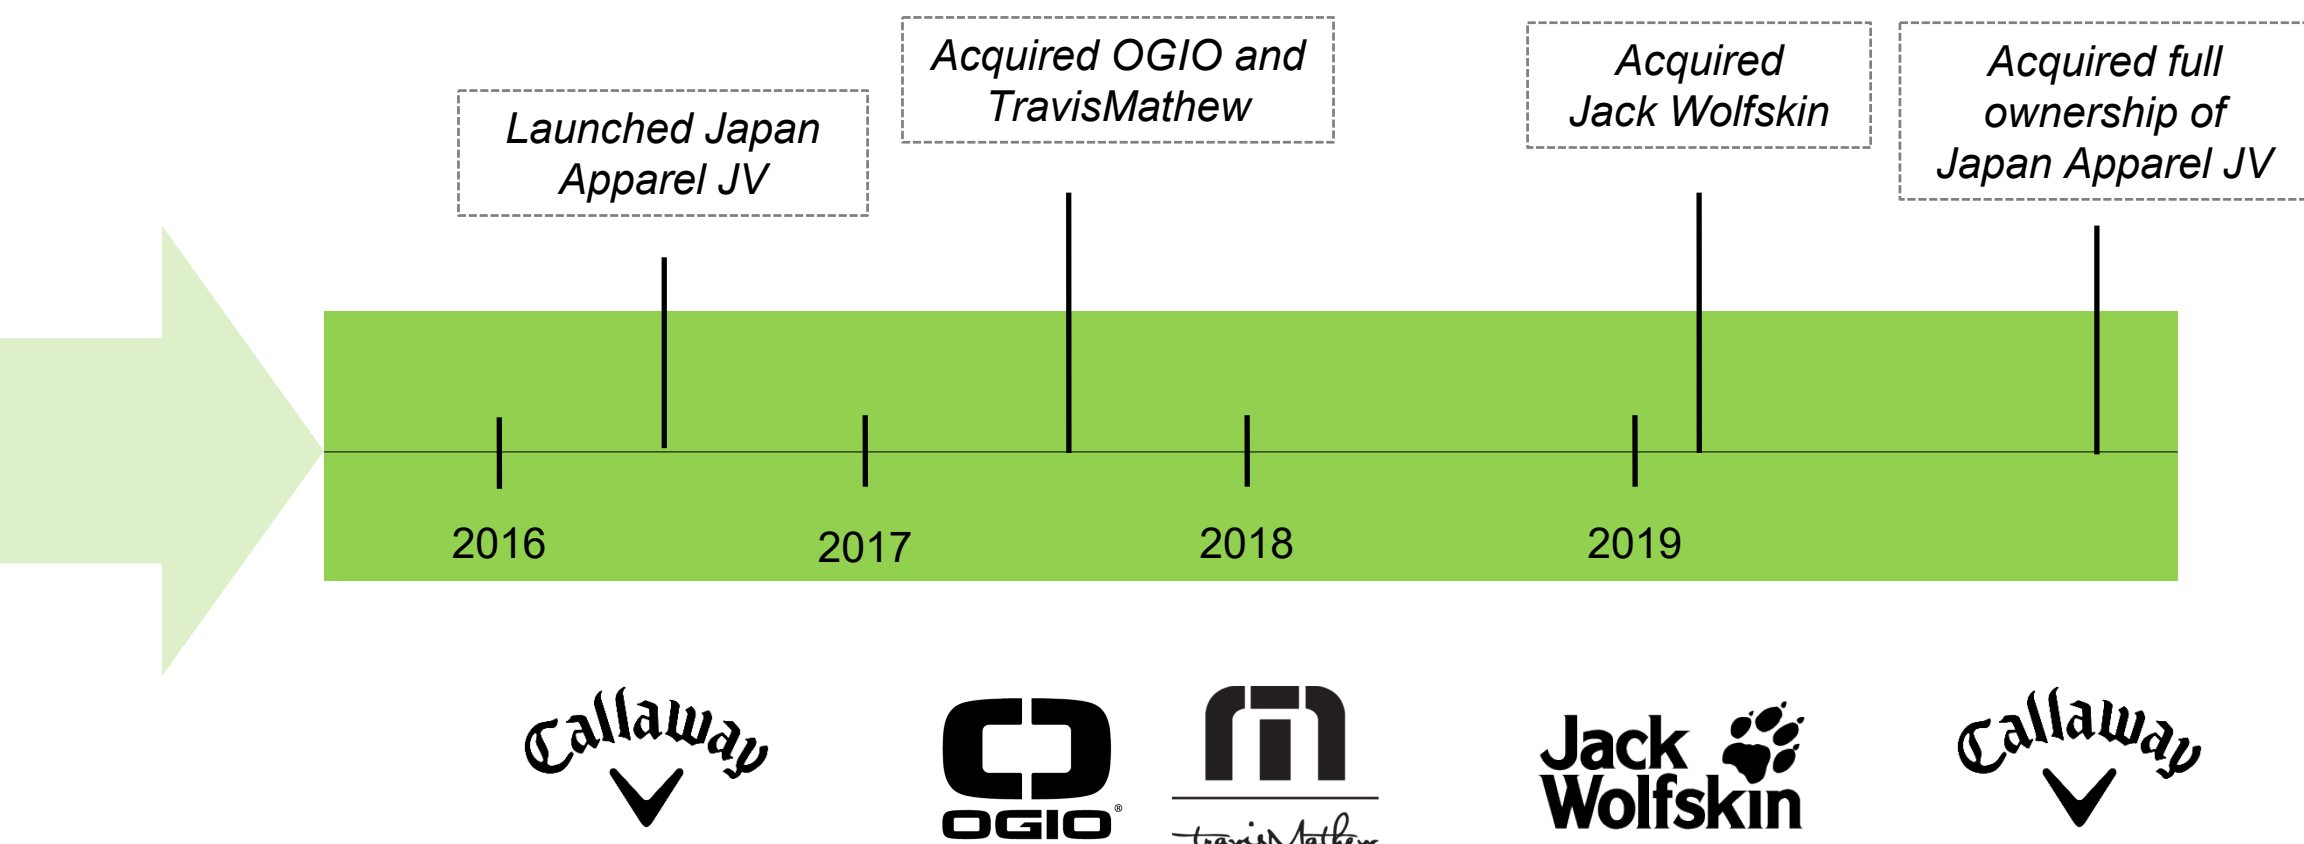 Launched Japan
Apparel JV
Acquired OGIO and
TravisMathew
Acquired
Jack Wolfskin
Acquired full
ownership of
Japan Apparel JV
2016
2017
2018
2019
Callaway
OGIO®
travisMathew
Jack
Wolfskin
Callaway